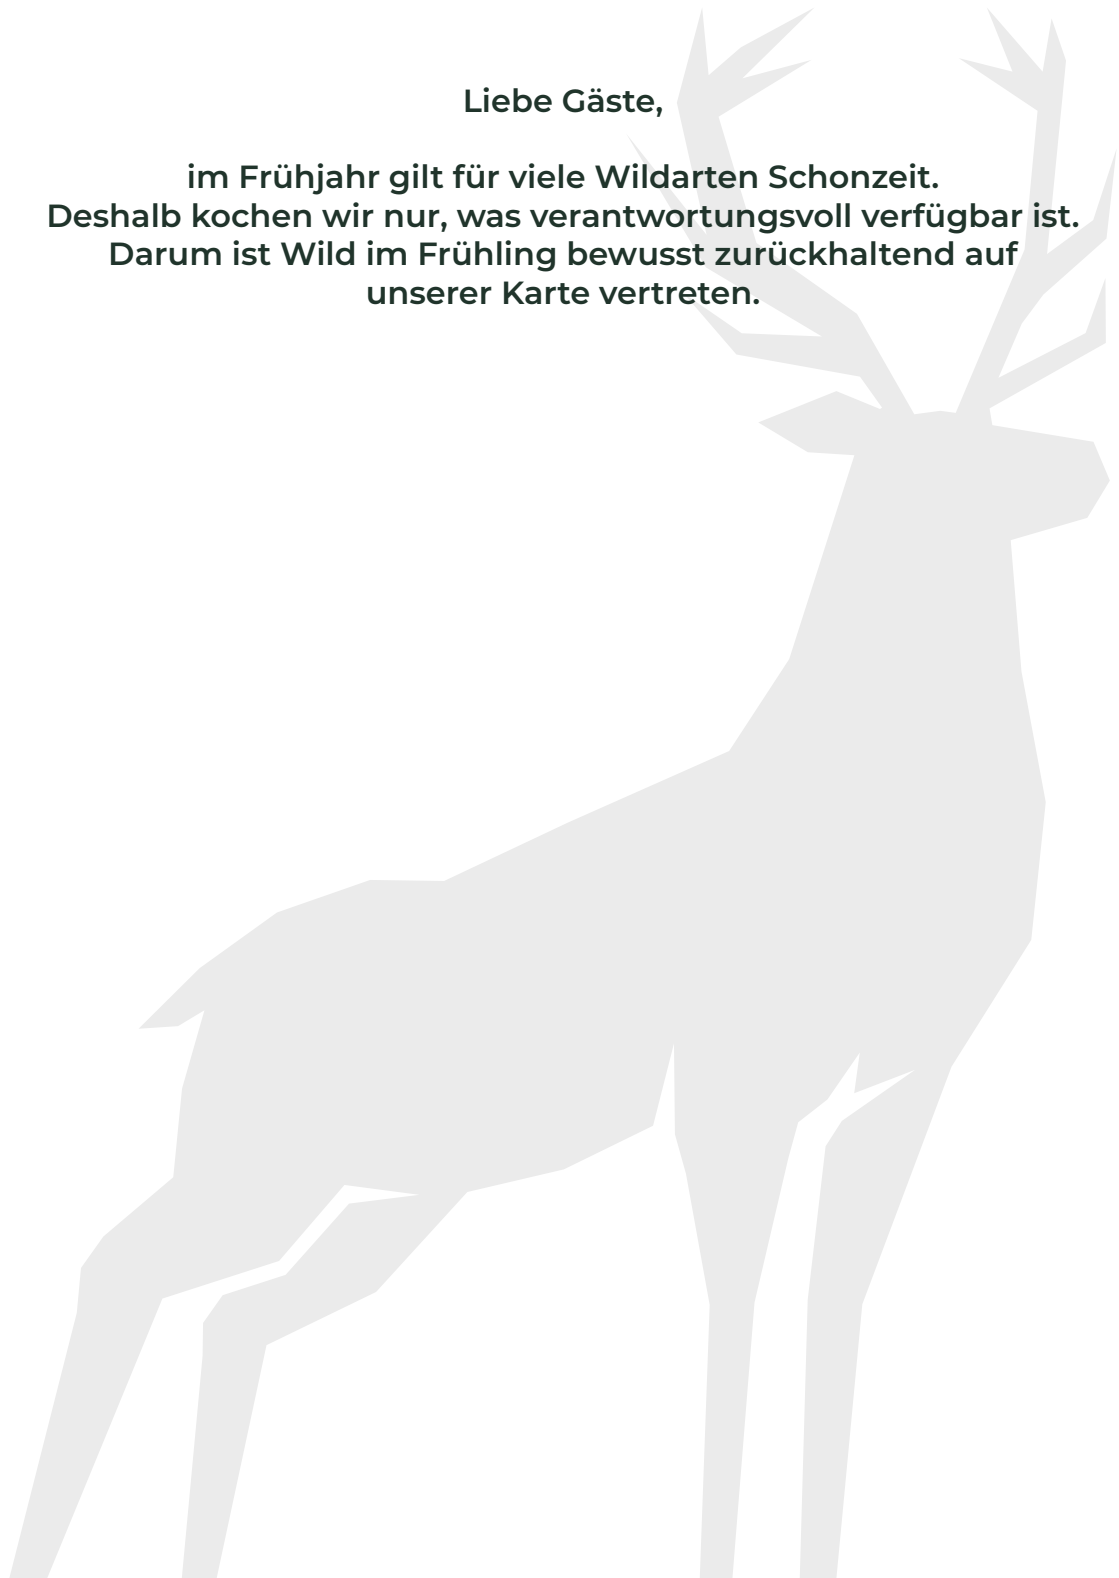 Liebe Gäste,
im Frühjahr gilt für viele Wildarten Schonzeit.
Deshalb kochen wir nur, was verantwortungsvoll verfügbar ist.
Darum ist Wild im Frühling bewusst zurückhaltend auf
unserer Karte vertreten.